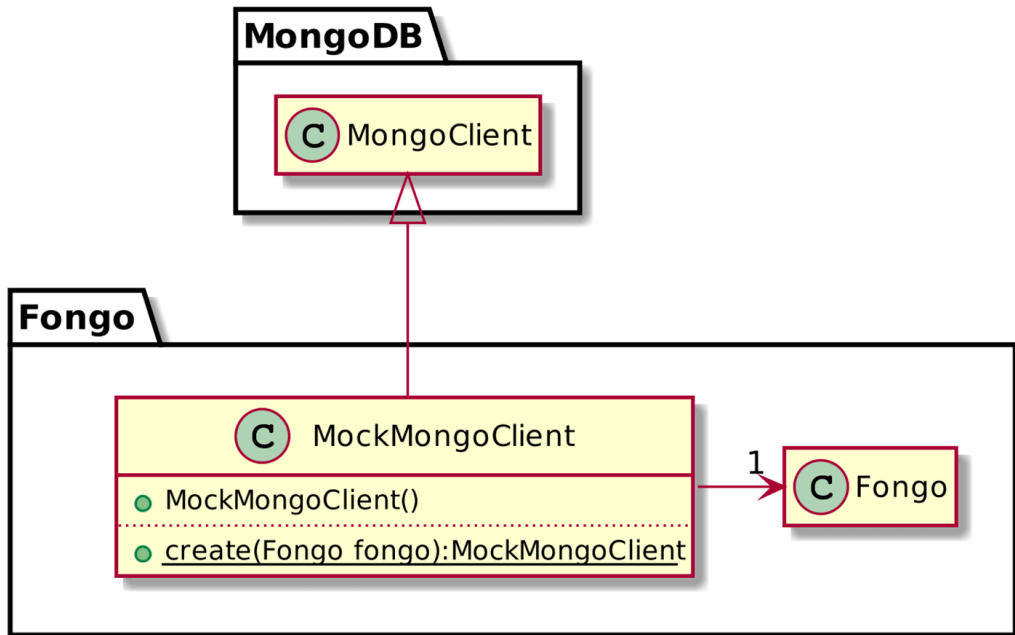 MongoDB
C MongoClient
Fongo
C MockMongoClient
MockMongoClient()
create(Fongo fongo):MockMongoClient
1
C Fongo